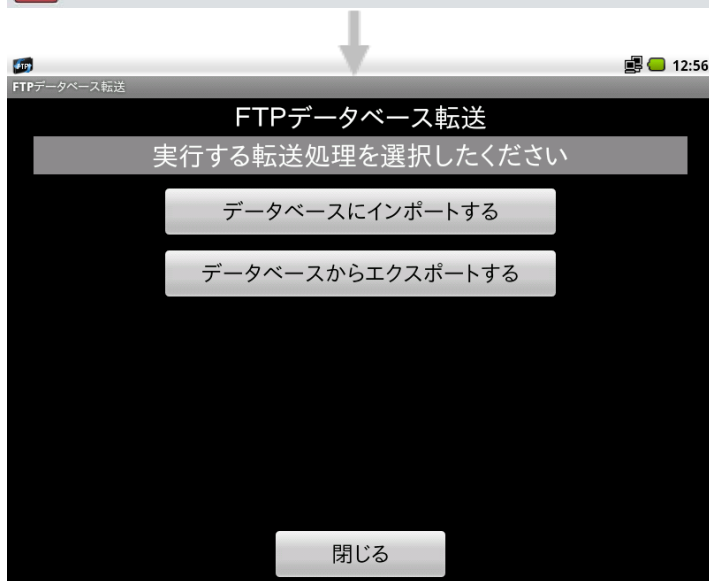 FTP
12:56
FTPデータベース転送
FTPデータベース転送
実行する転送処理を選択したください
データベースにインポートする
データベースからエクスポートする
閉じる